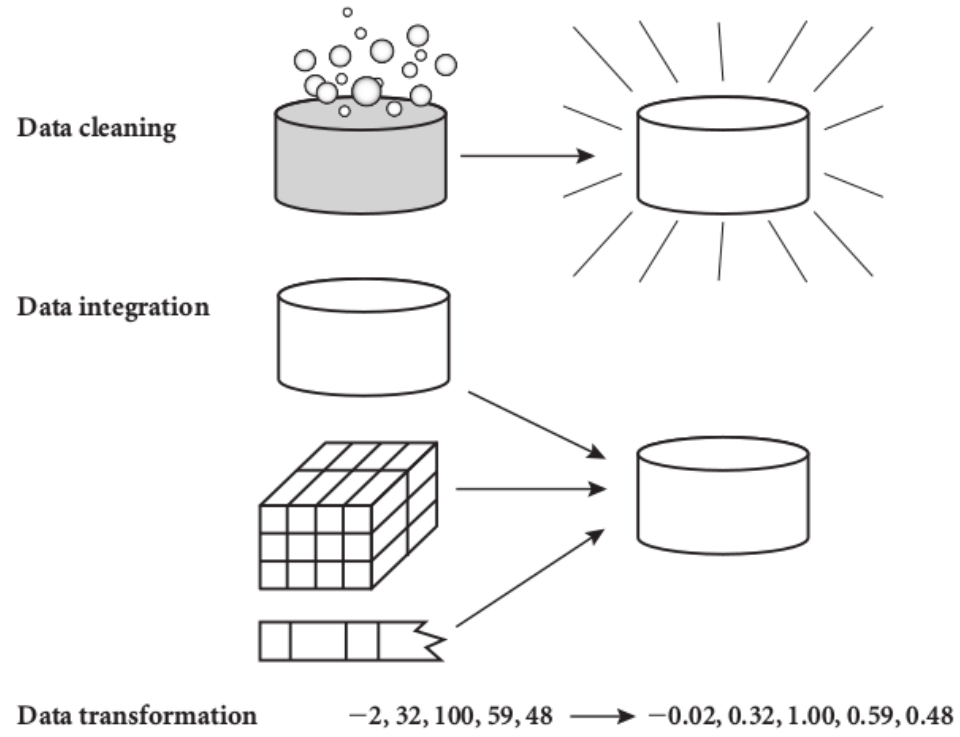 Data cleaning
Data integration
Data transformation −2, 32, 100, 59, 48 −0.02, 0.32, 1.00, 0.59, 0.48